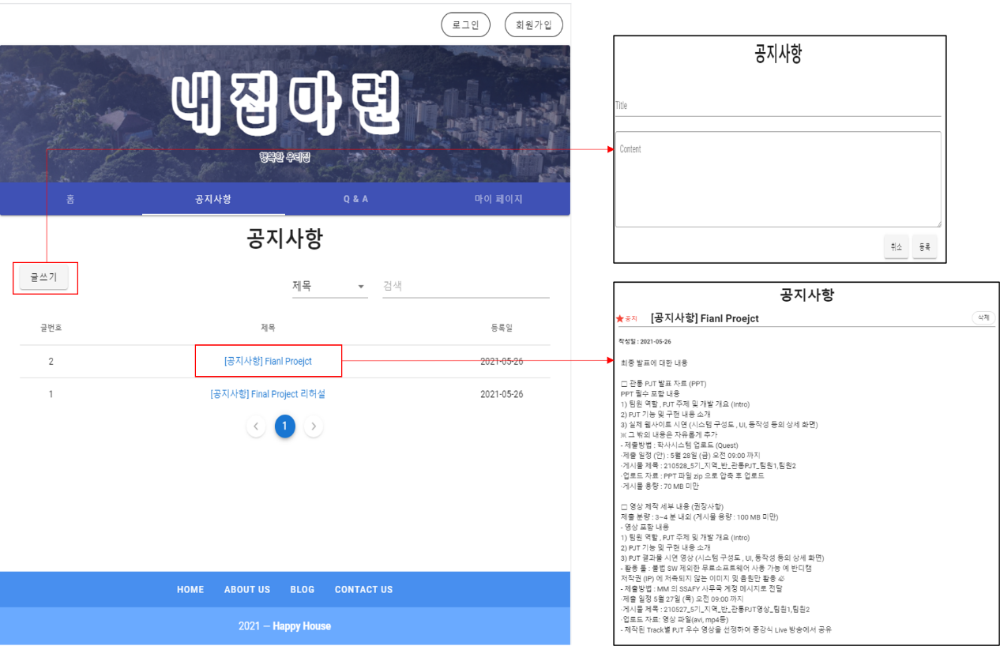 로그인
회원가입
내집마련
행복한 우리집
홈
공지사항
Q & A
마이 페이지
공지사항
글쓰기
제목
검색
글번호
제목
등록일
2
[공지사항] Fianl Proejct
2021-05-26
1
[공지사항] Final Project 리허설
2021-05-26
1
HOME
ABOUT US
BLOG
CONTACT US
2021 — Happy House
공지사항
Title
Content
취소
등록
공지사항
공지
[공지사항] Fianl Proejct
삭제
작성일 : 2021-05-26
최종 발표에 대한 내용
□ 관통 PJT 발표 자료 (PPT)
PPT 필수 포함 내용
1) 팀원 역할 , PJT 주제 및 개발 개요 (Intro)
2) PJT 기능 및 구현 내용 소개
3) 실제 웹사이트 시연 (시스템 구성도 , UI, 동작성 등의 상세 화면)
※ 그 밖의 내용은 자유롭게 추가
- 제출방법 : 학사시스템 업로드 (Quest)
·제출 일정 (안) : 5월 28일 (금) 오전 09:00 까지
·게시물 제목 : 210528_5기_지역_반_관통PJT_팀원1,팀원2
·업로드 자료 : PPT 파일 zip 으로 압축 후 업로드
·게시물 용량 : 70 MB 미만
□ 영상 제작 세부 내용 (권장사항)
제출 분량 : 3~4 분 내외 (게시물 용량 : 100 MB 미만)
- 영상 포함 내용
1) 팀원 역할 , PJT 주제 및 개발 개요 (Intro)
2) PJT 기능 및 구현 내용 소개
3) PJT 결과물 시연 영상 (시스템 구성도 , UI, 동작성 등의 상세 화면)
- 활용 툴 : 불법 SW 제외한 무료소프트웨어 사용 가능 예 반디캠
저작권 (IP) 에 저촉되지 않는 이미지 및 음원만 활용
- 제출방법 : MM 의 SSAFY 사무국 계정 메시지로 전달
·제출 일정 5월 27일 (목) 오전 09:00 까지
·게시물 제목 : 210527_5기_지역_반_관통PJT영상_팀원1,팀원2
·업로드 자료: 영상 파일(avi, mp4등)
- 제작된 Track별 PJT 우수 영상을 선정하여 종강식 Live 방송에서 공유